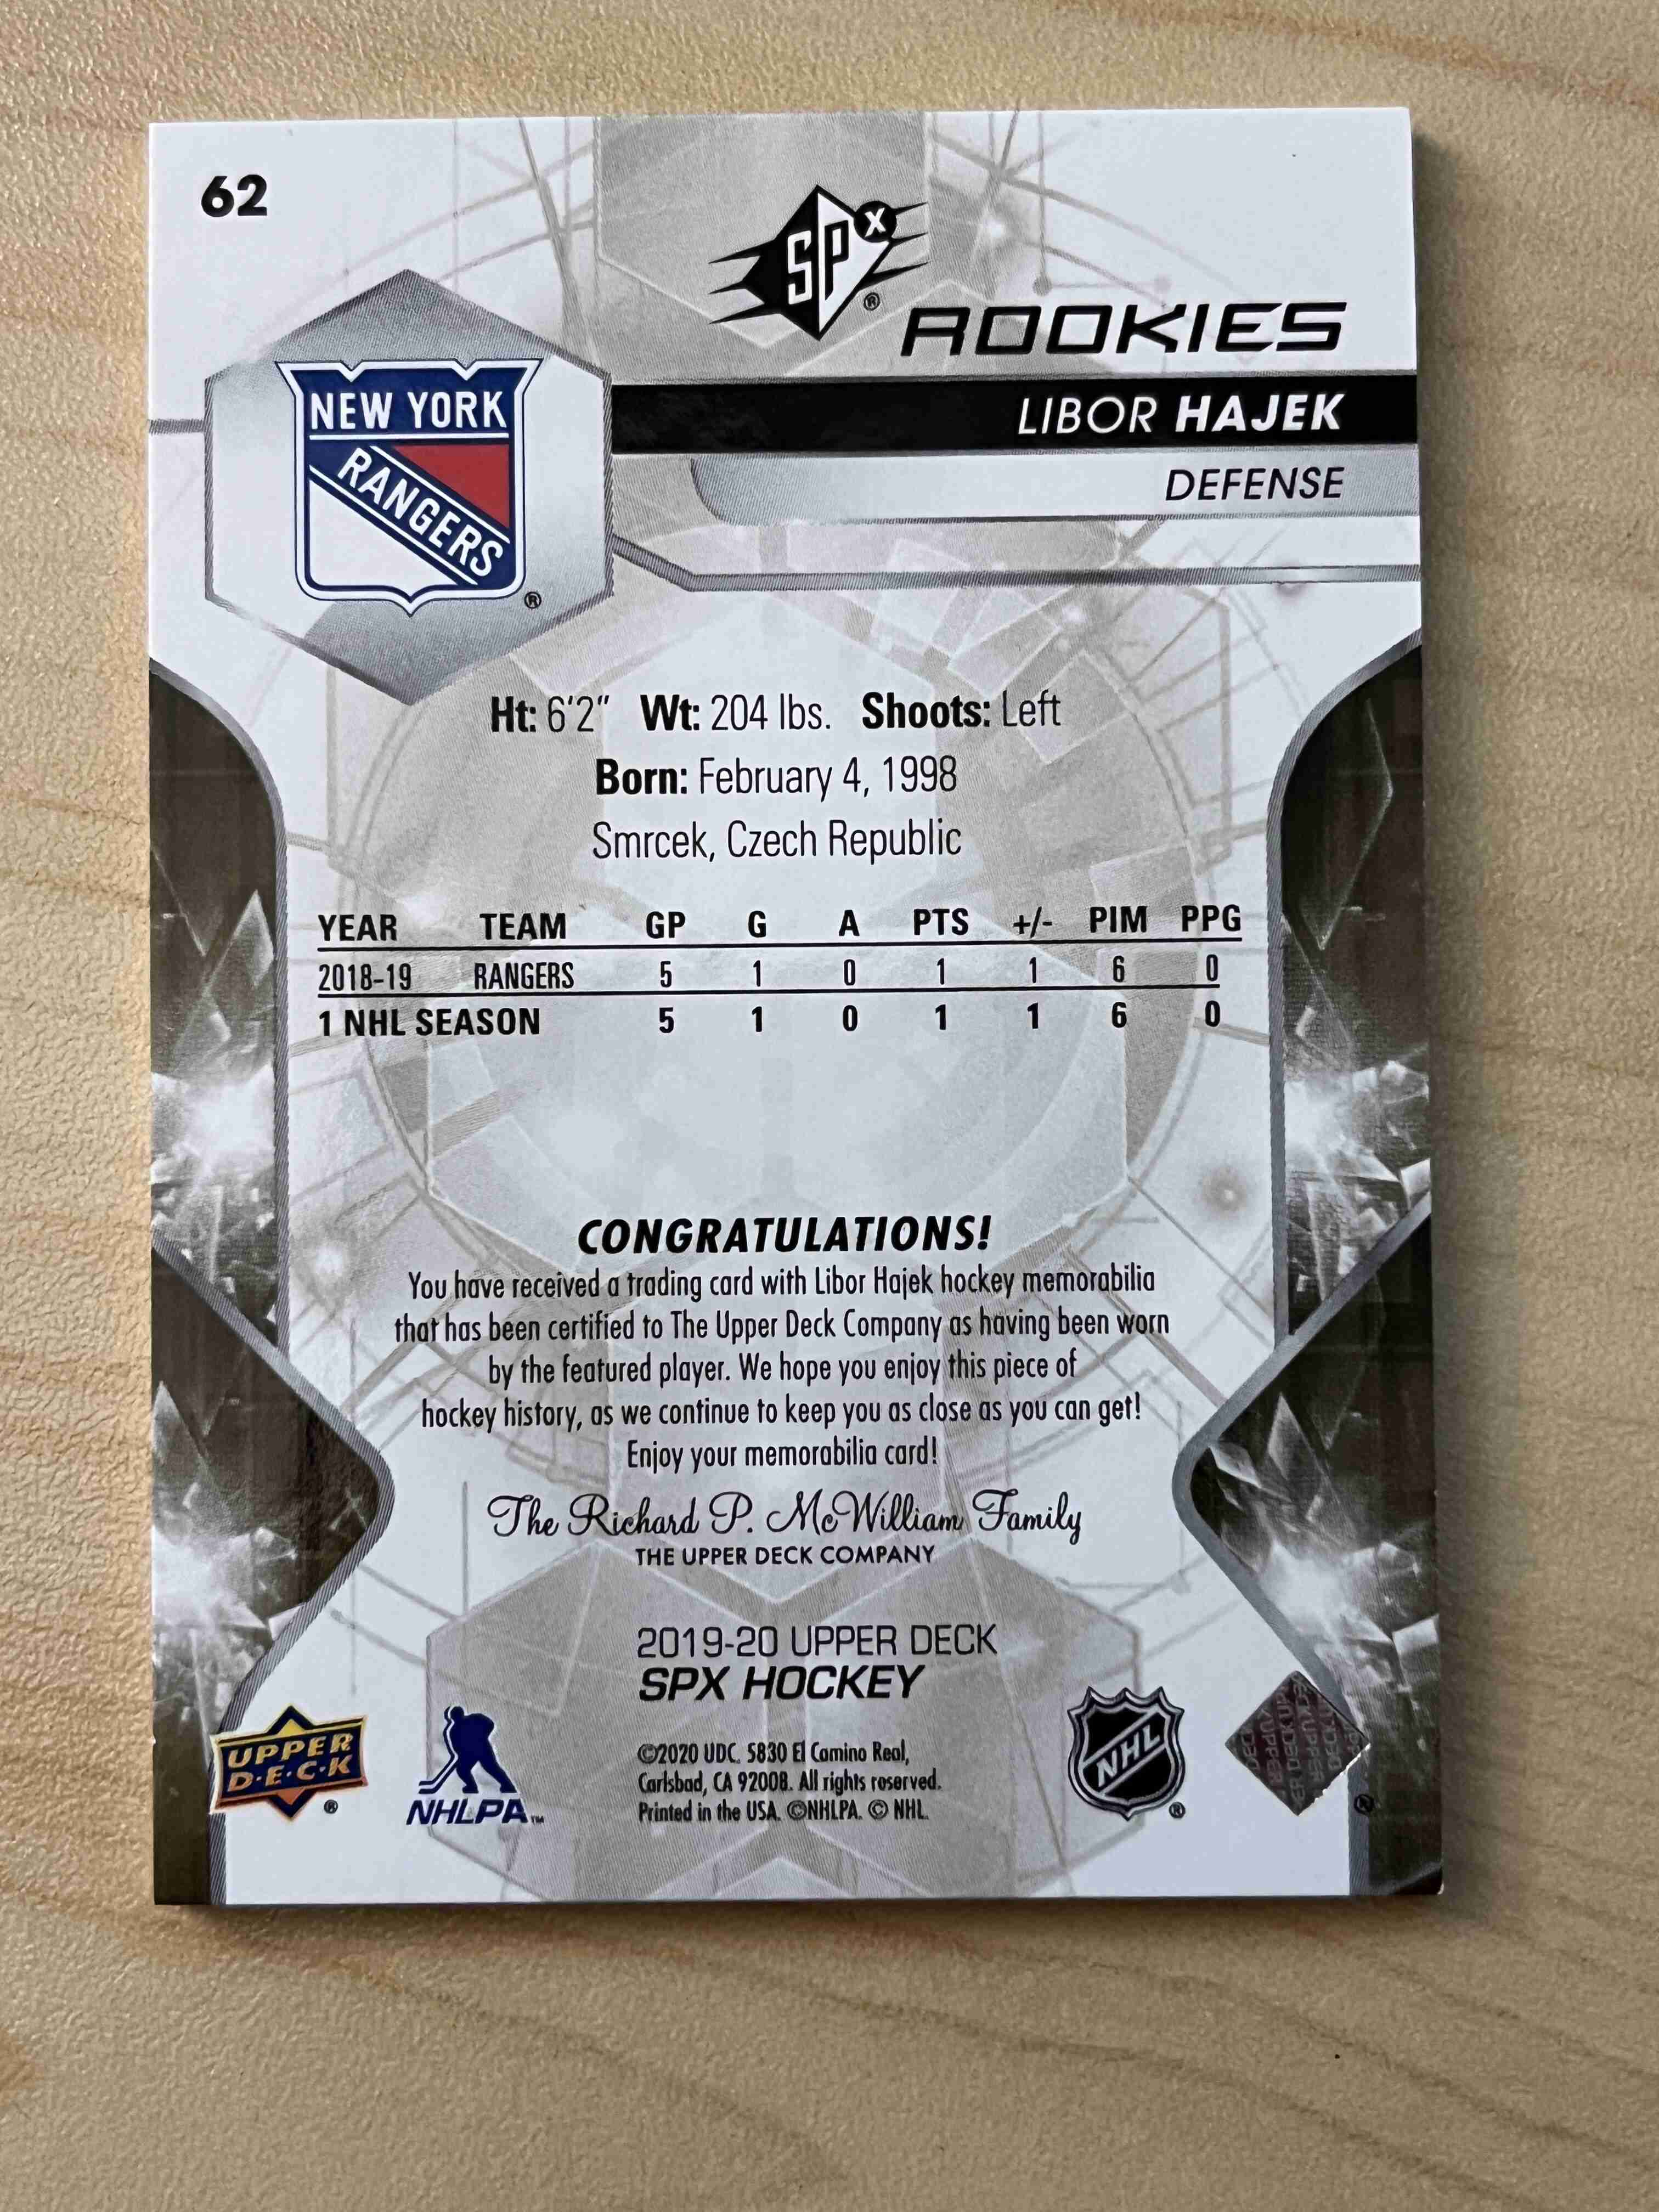 62
SPX®
ROOKIES
NEW YORK
RANGERS
®
LIBOR HAJEK
DEFENSE
Ht: 6'2" Wt: 204 lbs. Shoots: Left
Born: February 4, 1998
Smrcek, Czech Republic
YEAR TEAM GP G A PTS +/- PIM PPG
2018-19 RANGERS 5 1 0 1 1 6 0
1 NHL SEASON 5 1 0 1 1 6 0
CONGRATULATIONS!
You have received a trading card with Libor Hajek hockey memorabilia
that has been certified to The Upper Deck Company as having been worn
by the featured player. We hope you enjoy this piece of
hockey history, as we continue to keep you as close as you can get!
Enjoy your memorabilia card!
The Richard P. McWilliam Family
THE UPPER DECK COMPANY
2019-20 UPPER DECK
SPX HOCKEY
UPPER
D·E·C·K
®
NHLPA™
©2020 UDC. 5830 El Camino Real,
Carlsbad, CA 92008. All rights reserved.
Printed in the USA. ©NHLPA. © NHL.
NHL
®